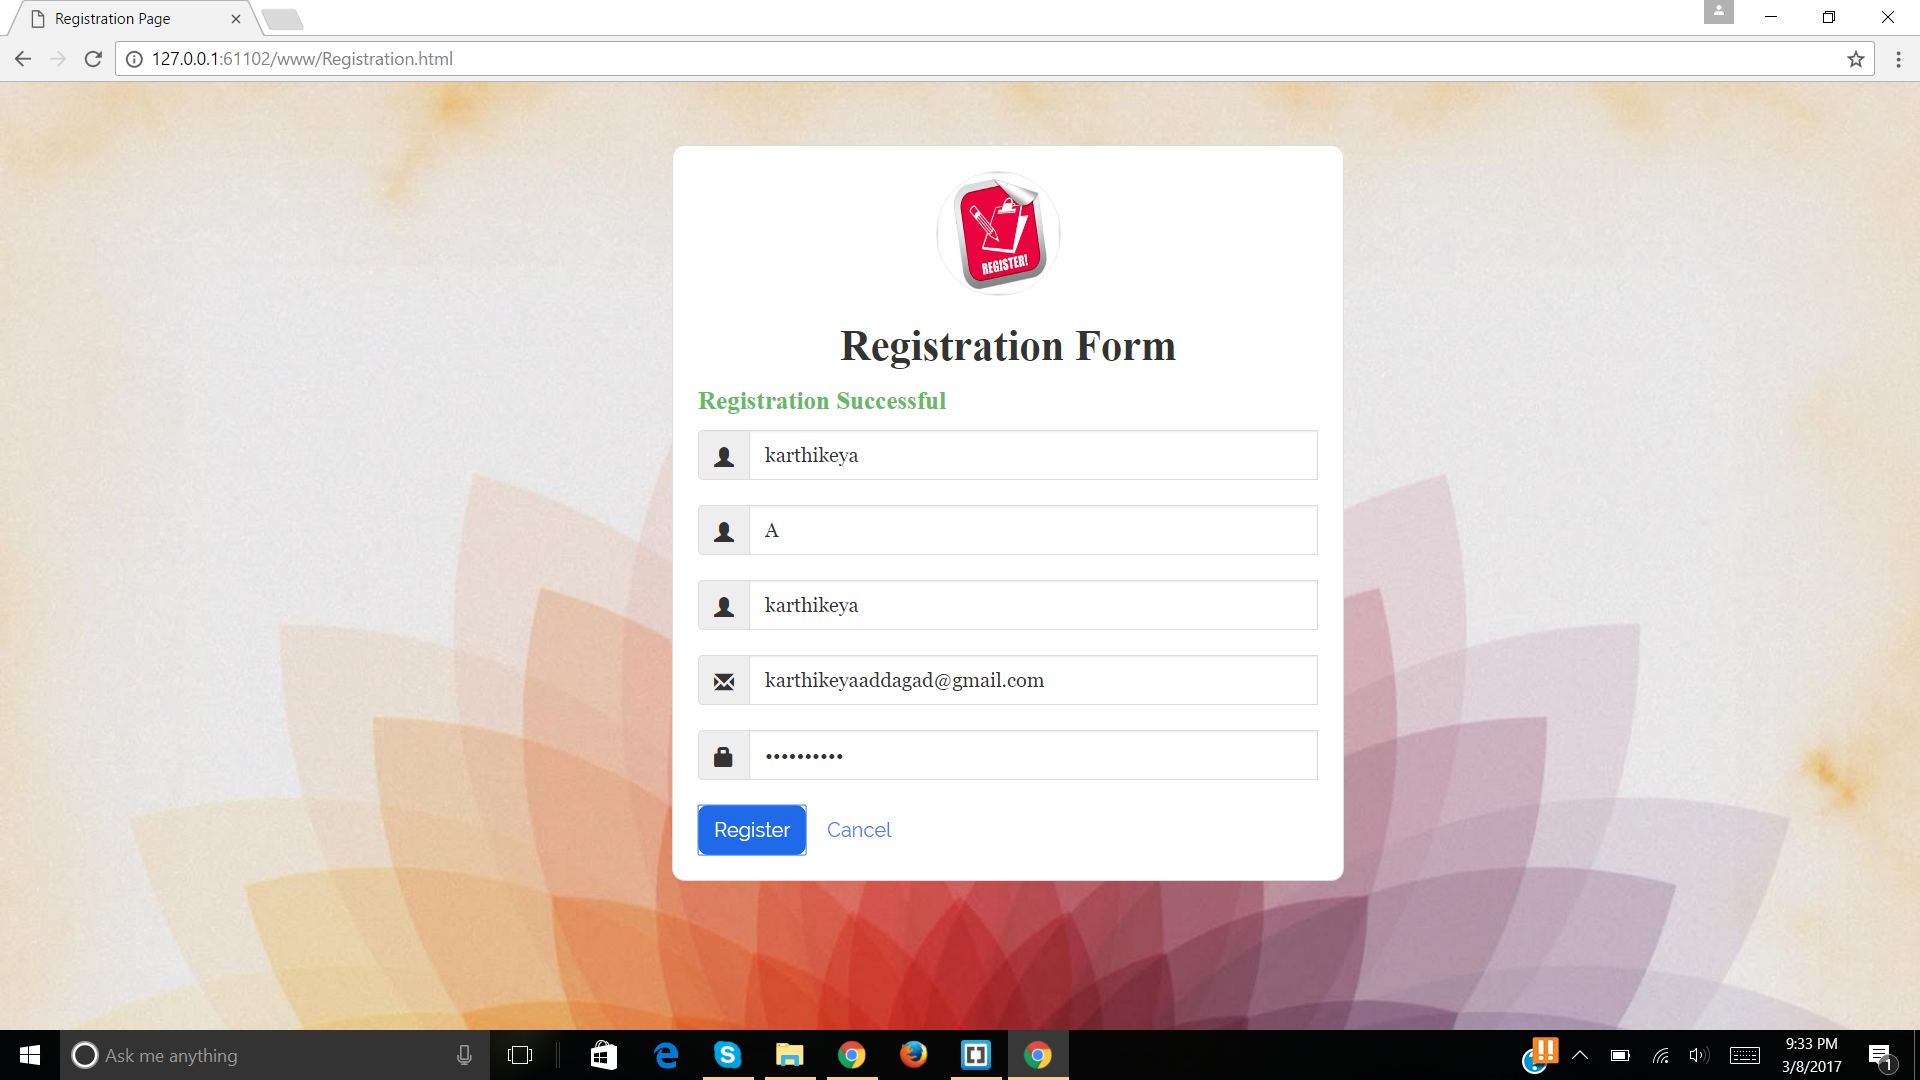 Registration Page
127.0.0.1:61102/www/Registration.html
REGISTER!
Registration Form
Registration Successful
karthikeya
A
karthikeya
karthikeyaaddagad@gmail.com
••••••••••
Register Cancel
Ask me anything
9:33 PM
3/8/2017
1